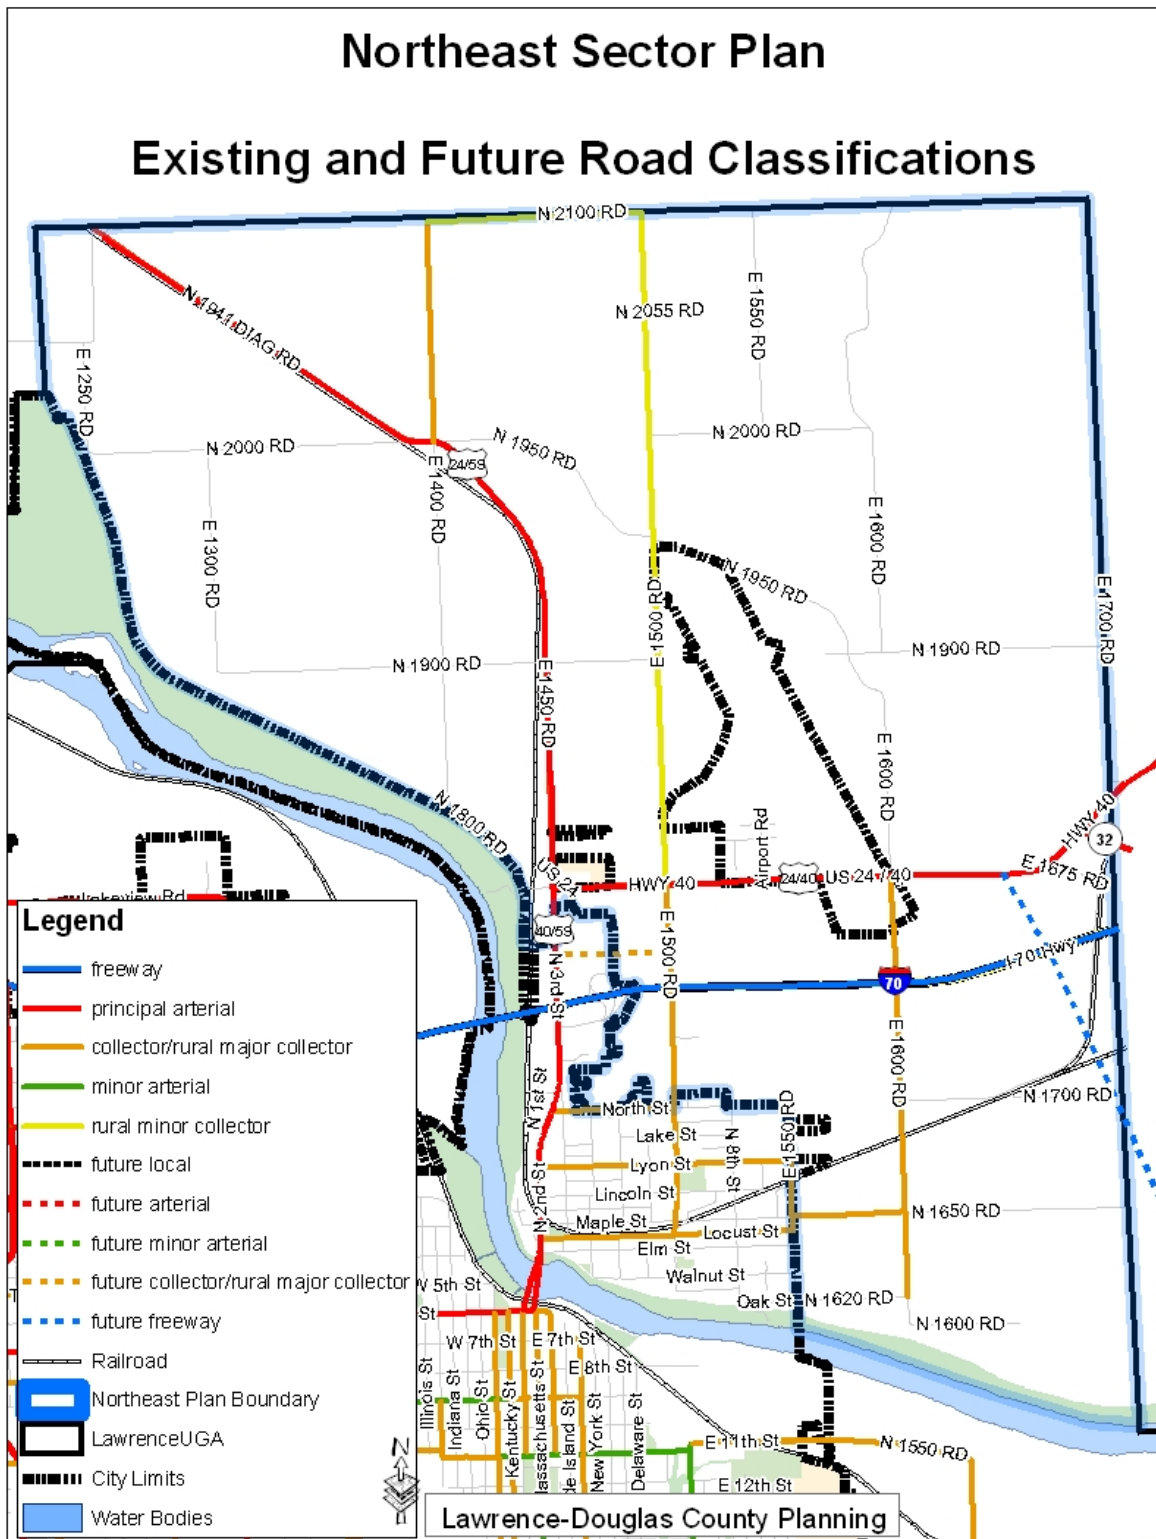 Northeast Sector Plan
Existing and Future Road Classifications
N 2100 RD
N 1941 DIAG RD
N 2055 RD
E 1550 RD
E 1250 RD
N 2000 RD
N 1950 RD
N 2000 RD
24/59
E 1400 RD
E 1300 RD
E 1600 RD
N 1950 RD
E 1500 RD
E 1700 RD
N 1900 RD
N 1900 RD
E 1450 RD
E 1600 RD
N 1800 RD
HWY 40
32
Airport Rd
US 24
HWY 40
24/40
US 24 / 40
E 1675 RD
Lakeview Rd
40/59
N 3rd St
E 1500 RD
I-70 Hwy
70
E 1600 RD
N 1st St
North St
N 1700 RD
E 1550 RD
Lake St
N 8th St
Lyon St
Lincoln St
N 2nd St
Maple St
Locust St
N 1650 RD
Elm St
Walnut St
W 5th St
Oak St
N 1620 RD
St
N 1600 RD
W 7th St
E 7th St
E 8th St
Illinois St
Indiana St
Ohio St
Kentucky St
assachusetts St
de Island St
New York St
Delaware St
E 11th St
N 1550 RD
E 12th St
Legend
freeway
principal arterial
collector/rural major collector
minor arterial
rural minor collector
future local
future arterial
future minor arterial
future collector/rural major collector
future freeway
Railroad
Northeast Plan Boundary
LawrenceUGA
City Limits
Water Bodies
N
Lawrence-Douglas County Planning